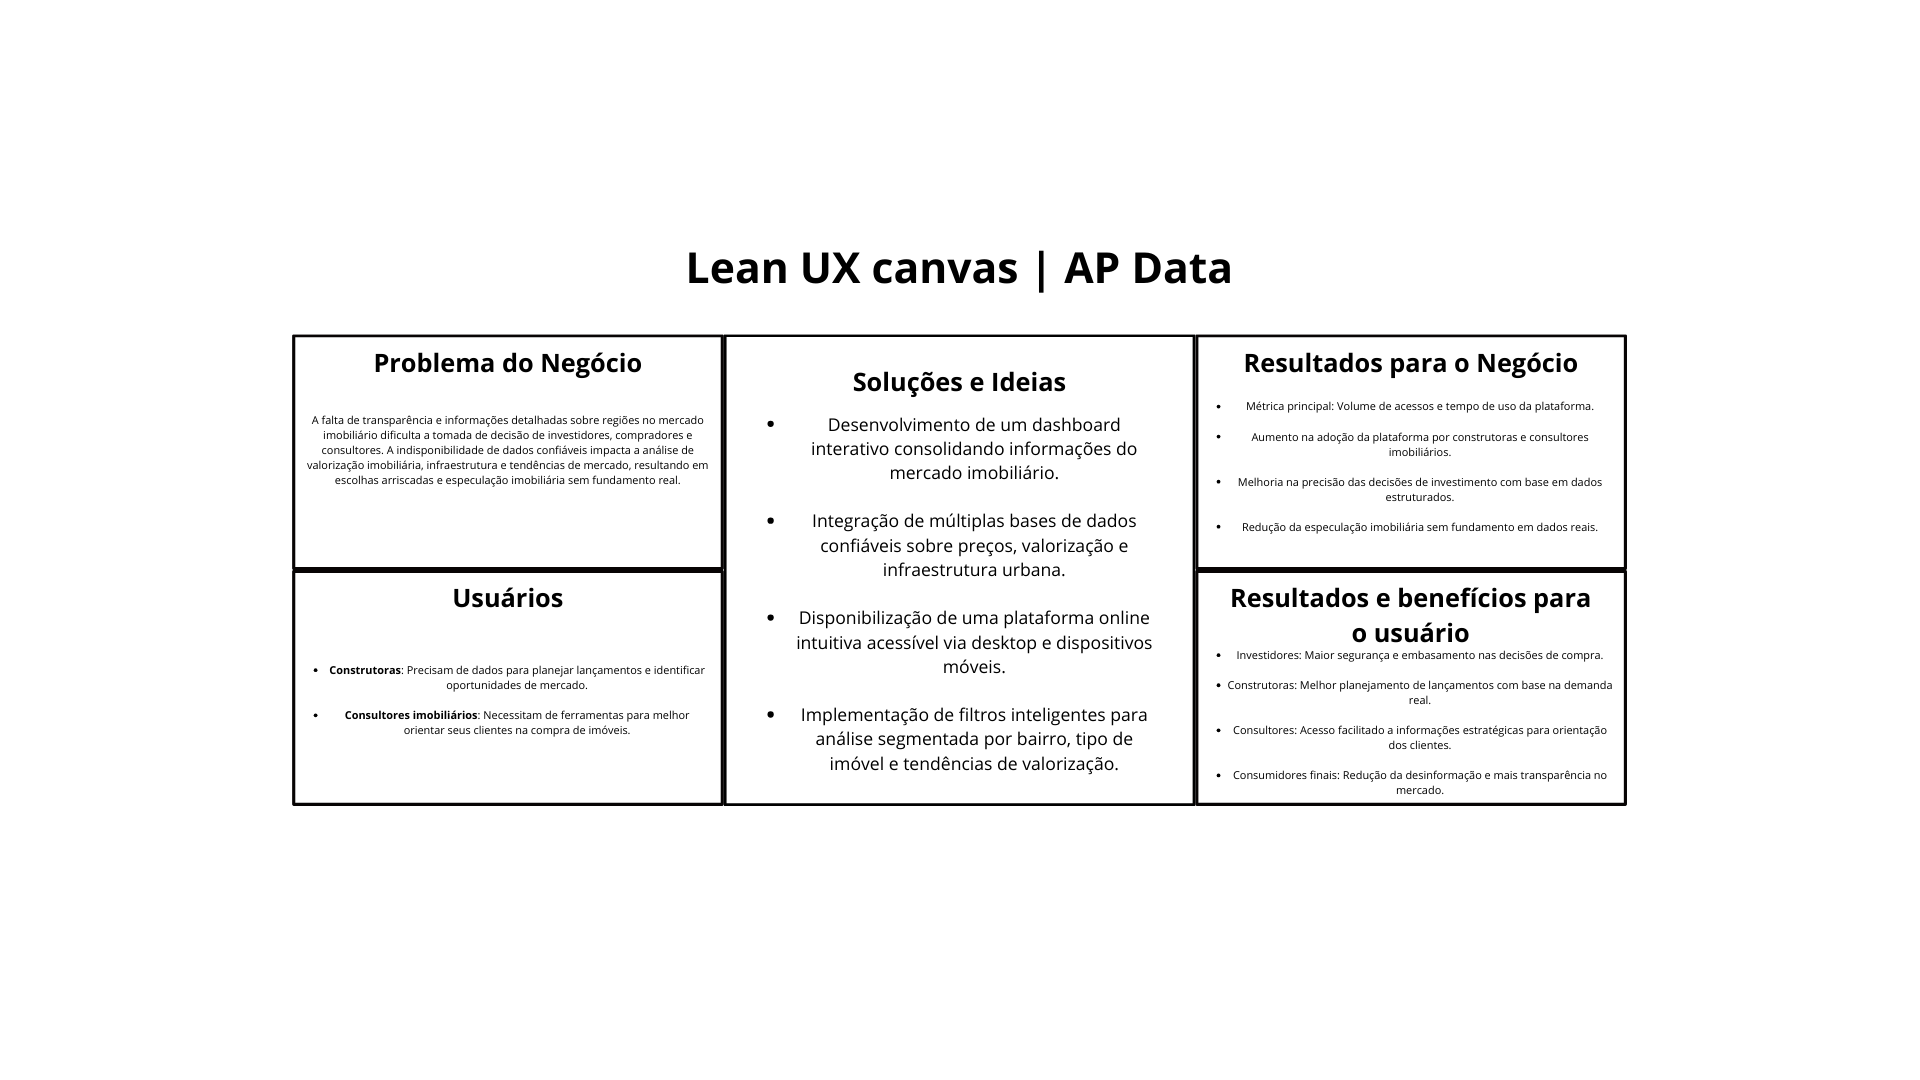 Lean UX canvas | AP Data
Problema do Negócio
A falta de transparência e informações detalhadas sobre regiões no mercado
imobiliário dificulta a tomada de decisão de investidores, compradores e
consultores. A indisponibilidade de dados confiáveis impacta a análise de
valorização imobiliária, infraestrutura e tendências de mercado, resultando em
escolhas arriscadas e especulação imobiliária sem fundamento real.
Usuários
• Construtoras: Precisam de dados para planejar lançamentos e identificar
oportunidades de mercado.
• Consultores imobiliários: Necessitam de ferramentas para melhor
orientar seus clientes na compra de imóveis.
Soluções e Ideias
• Desenvolvimento de um dashboard
interativo consolidando informações do
mercado imobiliário.
• Integração de múltiplas bases de dados
confiáveis sobre preços, valorização e
infraestrutura urbana.
• Disponibilização de uma plataforma online
intuitiva acessível via desktop e dispositivos
móveis.
• Implementação de filtros inteligentes para
análise segmentada por bairro, tipo de
imóvel e tendências de valorização.
Resultados para o Negócio
• Métrica principal: Volume de acessos e tempo de uso da plataforma.
• Aumento na adoção da plataforma por construtoras e consultores
imobiliários.
• Melhoria na precisão das decisões de investimento com base em dados
estruturados.
• Redução da especulação imobiliária sem fundamento em dados reais.
Resultados e benefícios para
o usuário
• Investidores: Maior segurança e embasamento nas decisões de compra.
• Construtoras: Melhor planejamento de lançamentos com base na demanda
real.
• Consultores: Acesso facilitado a informações estratégicas para orientação
dos clientes.
• Consumidores finais: Redução da desinformação e mais transparência no
mercado.